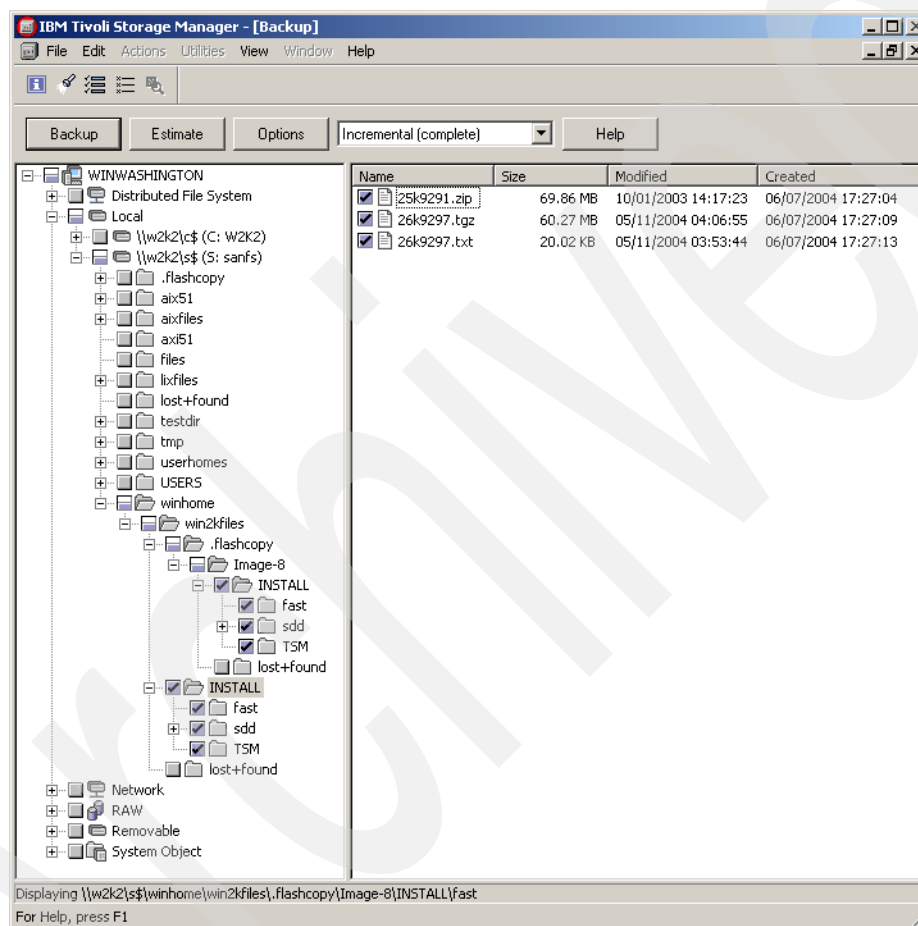 IBM Tivoli Storage Manager - [Backup]
File Edit Actions Utilities View Window Help
Backup Estimate Options Incremental (complete) Help
WINWASHINGTON
Distributed File System
Local
\\w2k2\c$ (C: W2K2)
\\w2k2\s$ (S: sanfs)
.flashcopy
aix51
aixfiles
axi51
files
lixfiles
lost+found
testdir
tmp
userhomes
USERS
winhome
win2kfiles
.flashcopy
Image-8
INSTALL
fast
sdd
TSM
lost+found
INSTALL
fast
sdd
TSM
lost+found
Network
RAW
Removable
System Object
Name Size Modified Created
25k9291.zip 69.86 MB 10/01/2003 14:17:23 06/07/2004 17:27:04
26k9297.tgz 60.27 MB 05/11/2004 04:06:55 06/07/2004 17:27:09
26k9297.txt 20.02 KB 05/11/2004 03:53:44 06/07/2004 17:27:13
Displaying \\w2k2\s$\winhome\win2kfiles\.flashcopy\Image-8\INSTALL\fast
For Help, press F1